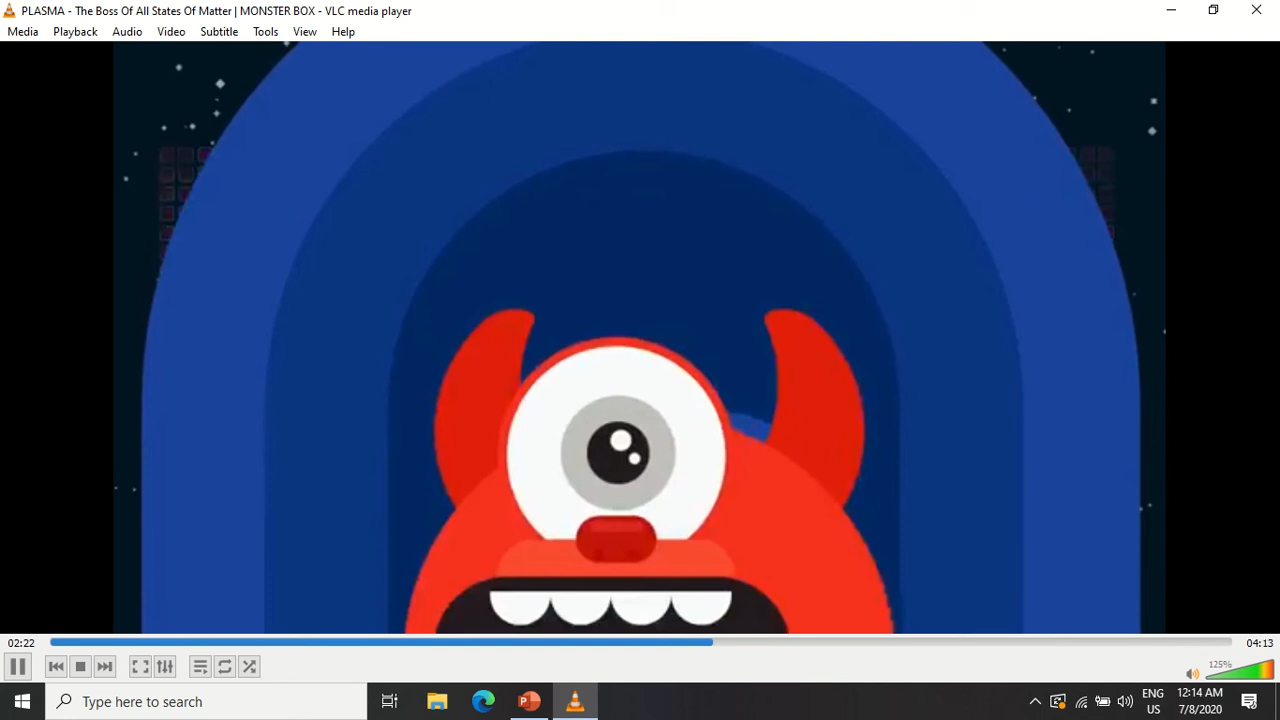 PLASMA - The Boss Of All States Of Matter | MONSTER BOX - VLC media player
Media Playback Audio Video Subtitle Tools View Help
02:22 04:13
125%
Type here to search
ENG 12:14 AM
US 7/8/2020